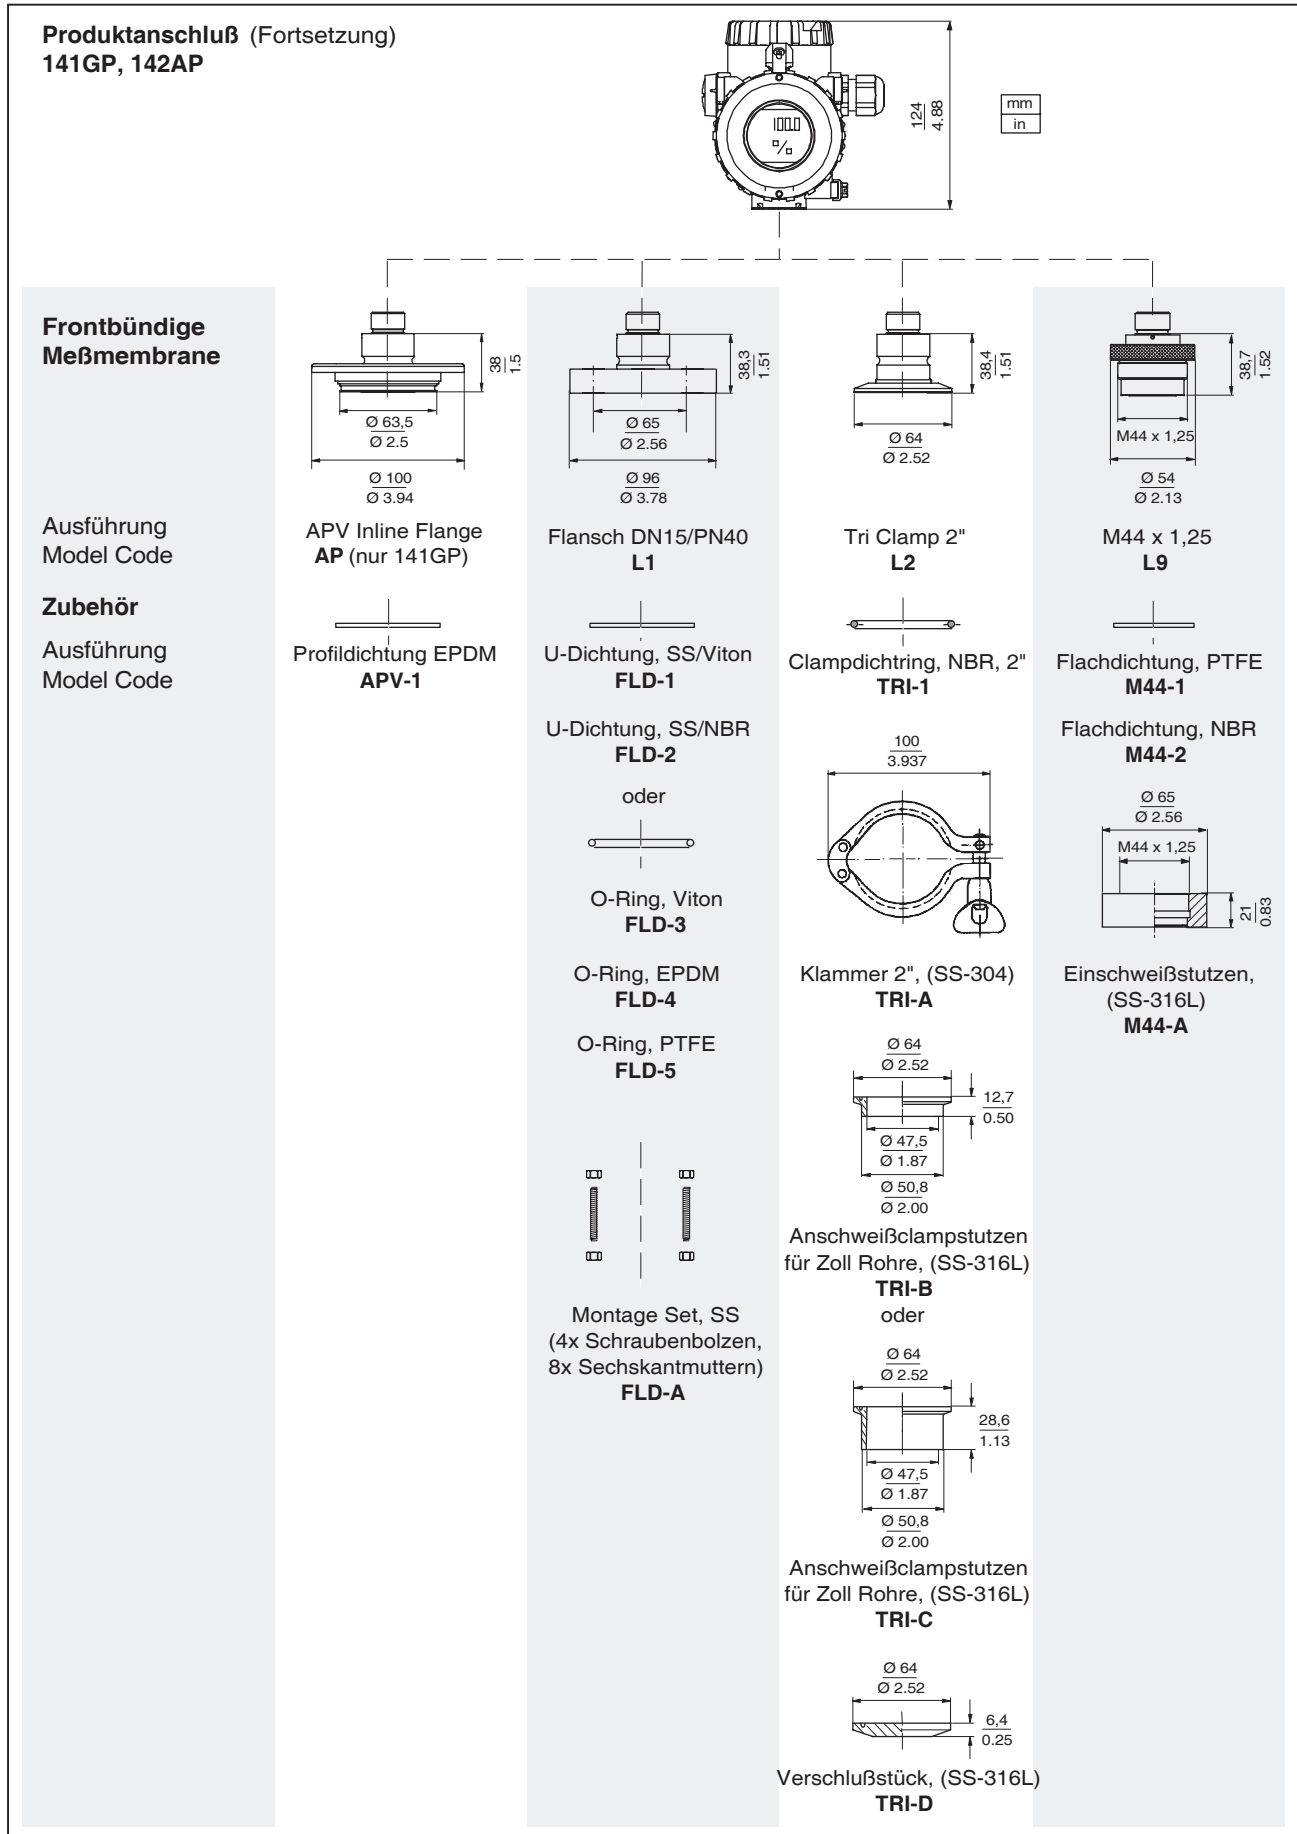 Produktanschluß (Fortsetzung)
141GP, 142AP
100.0
%
124
4.88
mm
in
Frontbündige
Meßmembrane
38
1.5
Ø 63,5
Ø 2.5
Ø 100
Ø 3.94
38,3
1.51
Ø 65
Ø 2.56
Ø 96
Ø 3.78
38,4
1.51
Ø 64
Ø 2.52
38,7
1.52
M44 x 1,25
Ø 54
Ø 2.13
Ausführung
Model Code
APV Inline Flange
AP (nur 141GP)
Flansch DN15/PN40
L1
Tri Clamp 2"
L2
M44 x 1,25
L9
Zubehör
Ausführung
Model Code
Profildichtung EPDM
APV-1
U-Dichtung, SS/Viton
FLD-1
U-Dichtung, SS/NBR
FLD-2
oder
O-Ring, Viton
FLD-3
O-Ring, EPDM
FLD-4
O-Ring, PTFE
FLD-5
Montage Set, SS
(4x Schraubenbolzen,
8x Sechskantmuttern)
FLD-A
Clampdichtring, NBR, 2"
TRI-1
100
3.937
Klammer 2", (SS-304)
TRI-A
Ø 64
Ø 2.52
12,7
0.50
Ø 47,5
Ø 1.87
Ø 50,8
Ø 2.00
Anschweißclampstutzen
für Zoll Rohre, (SS-316L)
TRI-B
oder
Ø 64
Ø 2.52
28,6
1.13
Ø 47,5
Ø 1.87
Ø 50,8
Ø 2.00
Anschweißclampstutzen
für Zoll Rohre, (SS-316L)
TRI-C
Ø 64
Ø 2.52
6,4
0.25
Verschlußstück, (SS-316L)
TRI-D
Flachdichtung, PTFE
M44-1
Flachdichtung, NBR
M44-2
Ø 65
Ø 2.56
M44 x 1,25
21
0.83
Einschweißstutzen,
(SS-316L)
M44-A